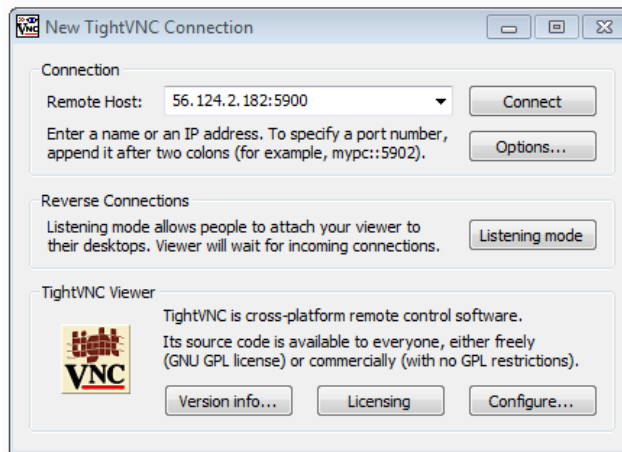 New TightVNC Connection
Connection
Remote Host: 56.124.2.182:5900 Connect
Enter a name or an IP address. To specify a port number,
append it after two colons (for example, mypc::5902). Options...
Reverse Connections
Listening mode allows people to attach your viewer to
their desktops. Viewer will wait for incoming connections. Listening mode
TightVNC Viewer
TightVNC is cross-platform remote control software.
Its source code is available to everyone, either freely
(GNU GPL license) or commercially (with no GPL restrictions).
tight
VNC
Version info... Licensing Configure...